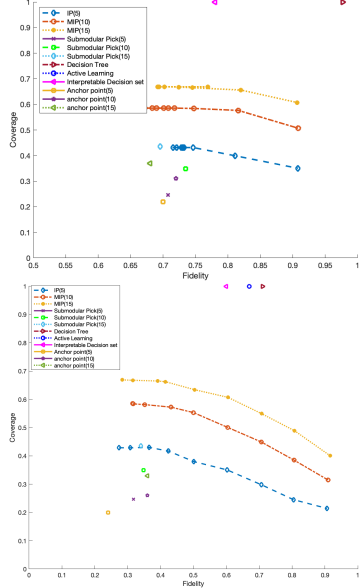 1
0.9
0.8
0.7
0.6
0.5
0.4
0.3
0.2
0.1
0
Coverage
IP(5)
MIP(10)
MIP(15)
Submodular Pick(5)
Submodular Pick(10)
Submodular Pick(15)
Decision Tree
Active Learning
Interpretable Decision set
Anchor point(5)
anchor point(10)
anchor point(15)
0.5 0.55 0.6 0.65 0.7 0.75 0.8 0.85 0.9 0.95 1
Fidelity
1
0.9
0.8
0.7
0.6
0.5
0.4
0.3
0.2
0.1
0
Coverage
IP(5)
MIP(10)
MIP(15)
Submodular Pick(5)
Submodular Pick(10)
Submodular Pick(15)
Decision Tree
Active Learning
Interpretable Decision set
Anchor point(5)
anchor point(10)
anchor point(15)
0 0.1 0.2 0.3 0.4 0.5 0.6 0.7 0.8 0.9 1
Fidelity